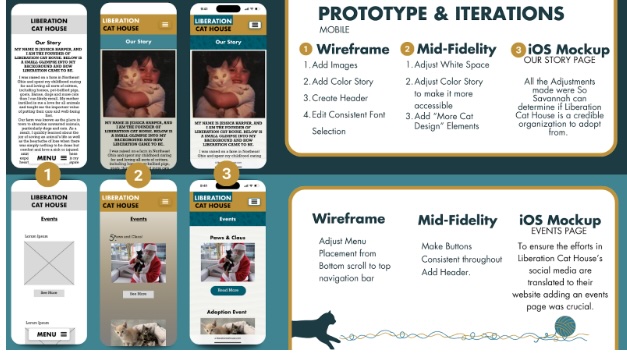 LIBERATION
CAT HOUSE
Our Story
MY NAME IS JESSICA HARPER, AND
I AM THE FOUNDER OF
LIBERATION CAT HOUSE. BELOW IS
A SMALL GLIMPSE INTO MY
BACKGROUND AND HOW
LIBERATION CAME TO BE.
I was raised on a farm in Northeast
Ohio and spent my childhood caring
MENU
1
LIBERATION
CAT HOUSE
Our Story
MY NAME IS JESSICA HARPER, AND
I AM THE FOUNDER OF
LIBERATION CAT HOUSE. BELOW IS
A SMALL GLIMPSE INTO MY
BACKGROUND AND HOW
LIBERATION CAME TO BE.
I was raised on a farm in Northeast
Ohio and spent my childhood caring
2
LIBERATION
CAT HOUSE
Our Story
MY NAME IS JESSICA HARPER, AND
I AM THE FOUNDER OF
LIBERATION CAT HOUSE. BELOW IS
A SMALL GLIMPSE INTO MY
BACKGROUND AND HOW
LIBERATION CAME TO BE.
I was raised on a farm in Northeast
3
PROTOTYPE & ITERATIONS
MOBILE
1 Wireframe
1. Add Images
2. Add Color Story
3. Create Header
4. Edit Consistent Font
Selection
2 Mid-Fidelity
1. Adjust White Space
2. Adjust Color Story
to make it more
accessible
3. Add "More Cat
Design" Elements
3 iOS Mockup
OUR STORY PAGE
All the Adjustments
made were So
Savannah can
determine if Liberation
Cat House is a credible
organization to adopt
from.
LIBERATION
CAT HOUSE
Events
Lorem Ipsum
See More
Lorem Ipsum
MENU
LIBERATION
CAT HOUSE
Events
Paws and Claus
See More
LIBERATION
CAT HOUSE
Events
Paws & Claus
Read More
Adoption Event
Wireframe
Adjust Menu
Placement from
Bottom scroll to top
navigation bar
Mid-Fidelity
Make Buttons
Consistent throughout
Add Header.
iOS Mockup
EVENTS PAGE
To ensure the efforts in
Liberation Cat House's
social media are
translated to their
website adding an events
page was crucial.